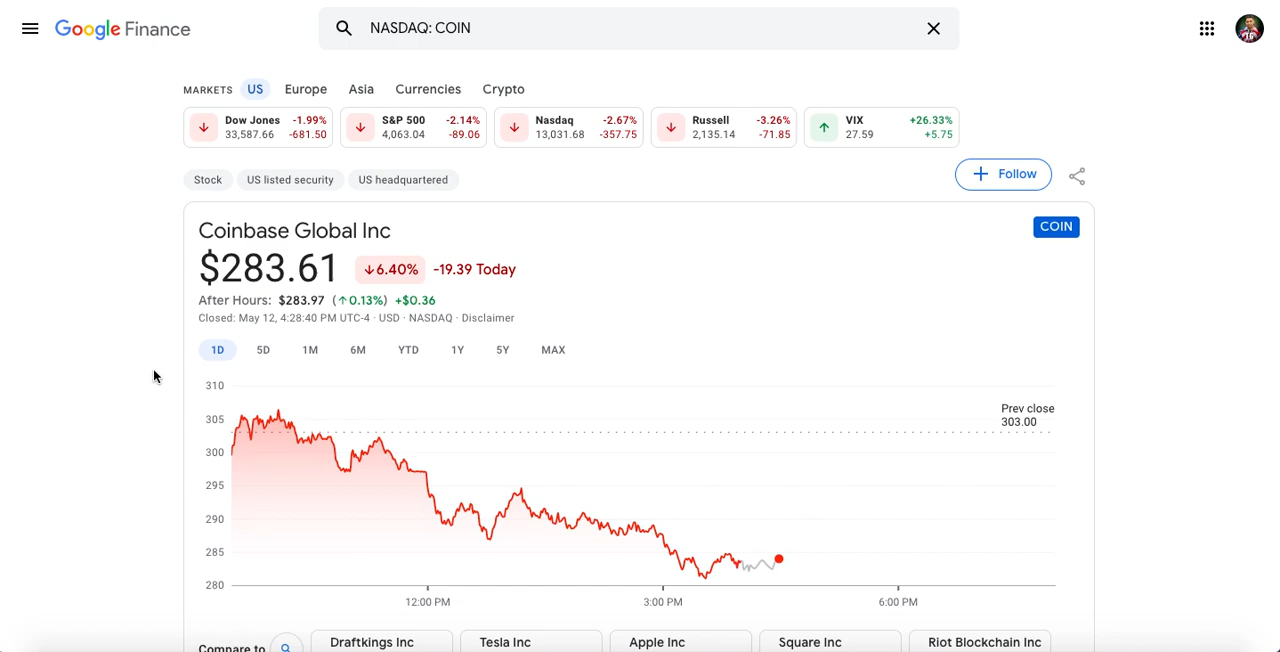 Google Finance
NASDAQ: COIN
MARKETS US Europe Asia Currencies Crypto
Dow Jones -1.99%
33,587.66 -681.50
S&P 500 -2.14%
4,063.04 -89.06
Nasdaq -2.67%
13,031.68 -357.75
Russell -3.26%
2,135.14 -71.85
VIX +26.33%
27.59 +5.75
Stock US listed security US headquartered
+ Follow
Coinbase Global Inc
COIN
$283.61 ↓6.40% -19.39 Today
After Hours: $283.97 (↑0.13%) +$0.36
Closed: May 12, 4:28:40 PM UTC-4 · USD · NASDAQ · Disclaimer
1D 5D 1M 6M YTD 1Y 5Y MAX
310
305
300
295
290
285
280
Prev close
303.00
12:00 PM 3:00 PM 6:00 PM
Compare to
Draftkings Inc Tesla Inc Apple Inc Square Inc Riot Blockchain Inc